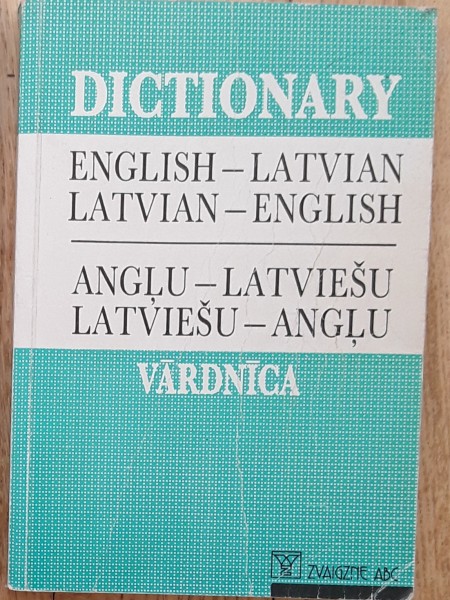 DICTIONARY
ENGLISH – LATVIAN
LATVIAN – ENGLISH
ANGĻU – LATVIEŠU
LATVIEŠU – ANGĻU
VĀRDNĪCA
ZVAIGZNE ABC